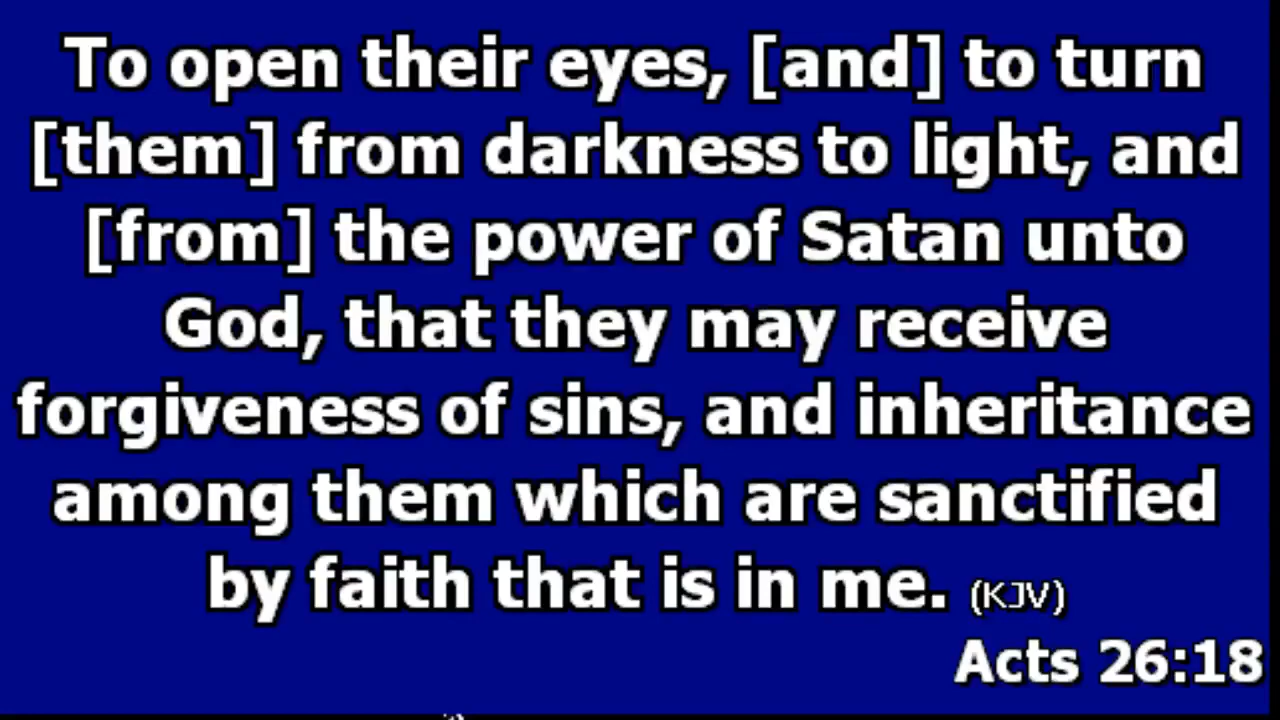 To open their eyes, [and] to turn
[them] from darkness to light, and
[from] the power of Satan unto
God, that they may receive
forgiveness of sins, and inheritance
among them which are sanctified
by faith that is in me. (KJV)
Acts 26:18